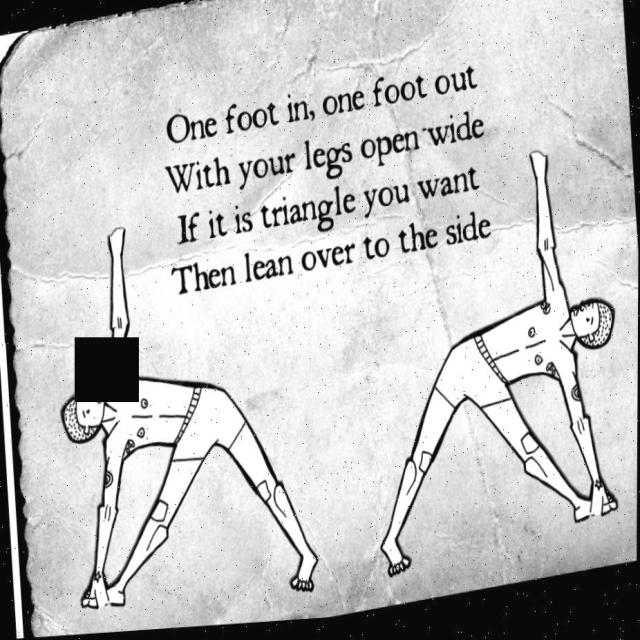 One foot in, one foot out
With your legs open wide
If it is triangle you want
Then lean over to the side